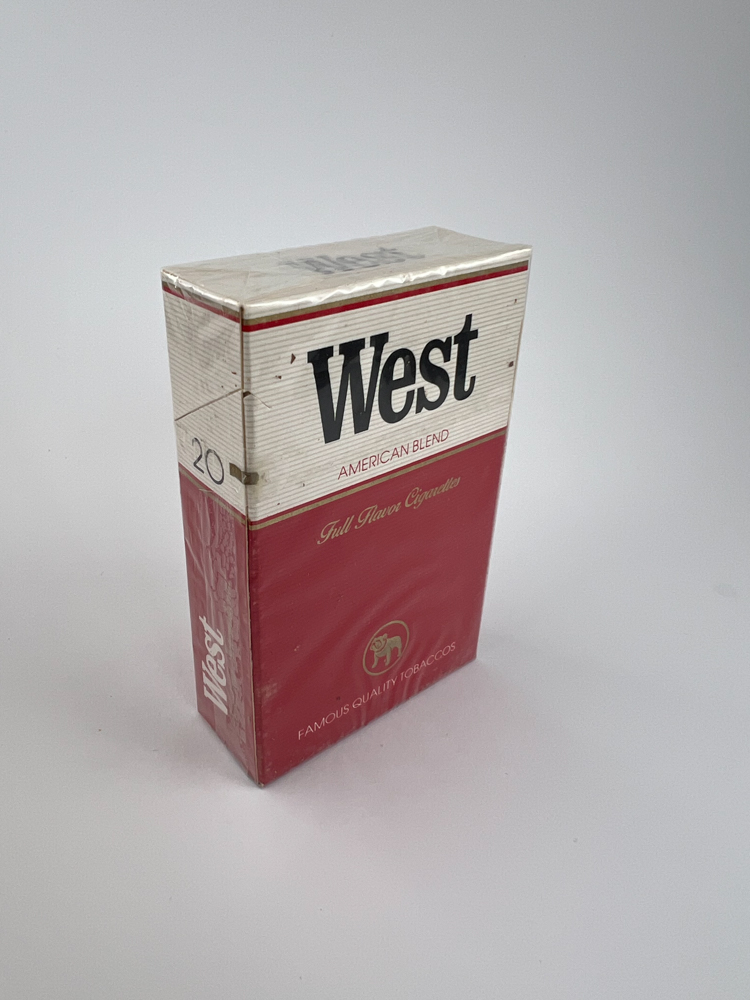 West
West
AMERICAN BLEND
Full Flavor Cigarettes
FAMOUS QUALITY TOBACCOS
20
West